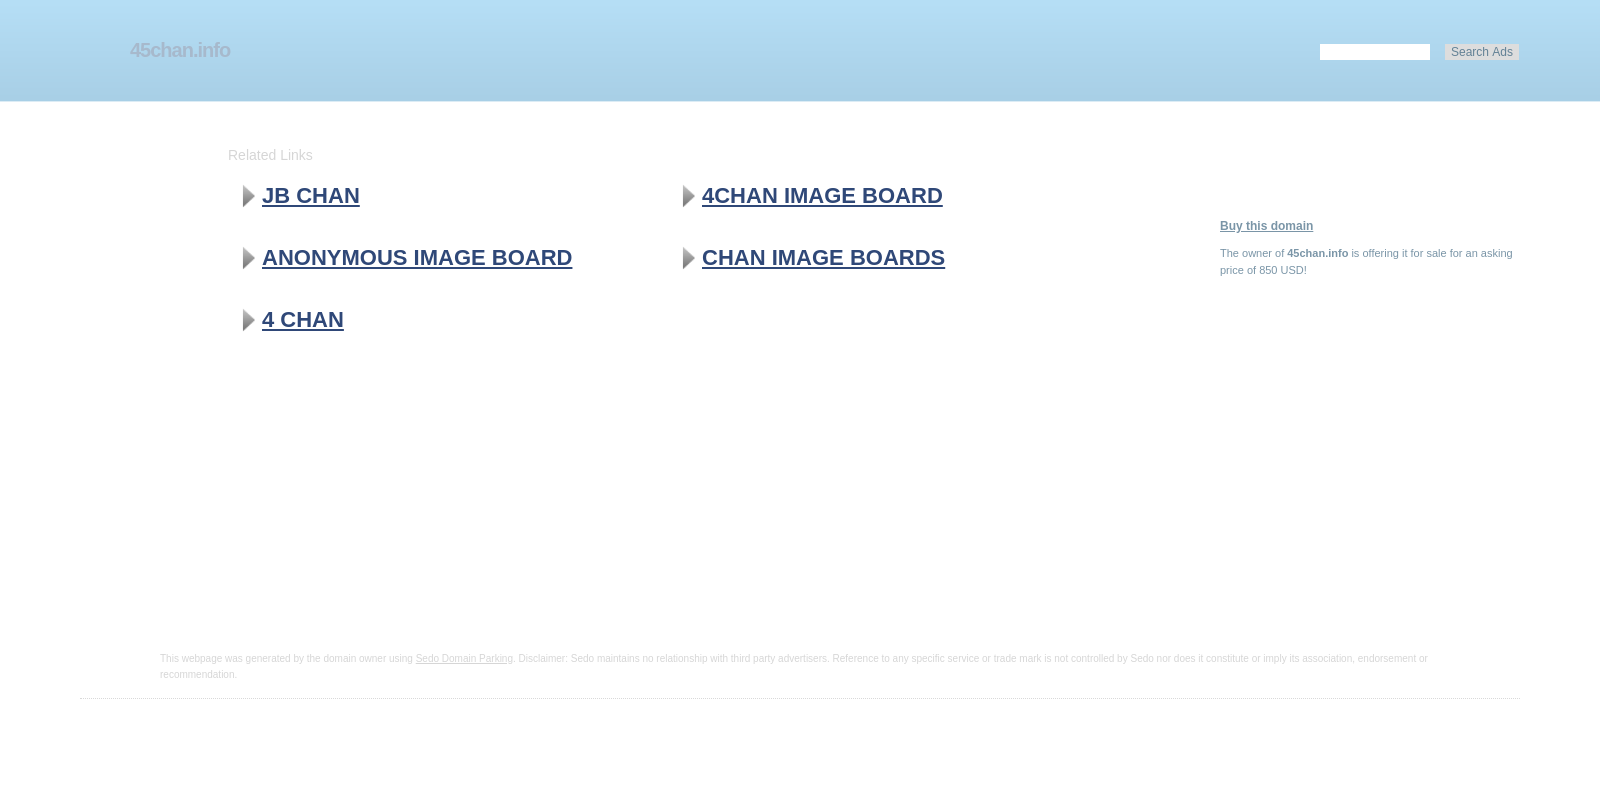 45chan.info
Search Ads
Related Links
JB CHAN
4CHAN IMAGE BOARD
ANONYMOUS IMAGE BOARD
CHAN IMAGE BOARDS
4 CHAN
Buy this domain
The owner of 45chan.info is offering it for sale for an asking
price of 850 USD!
This webpage was generated by the domain owner using Sedo Domain Parking. Disclaimer: Sedo maintains no relationship with third party advertisers. Reference to any specific service or trade mark is not controlled by Sedo nor does it constitute or imply its association, endorsement or
recommendation.